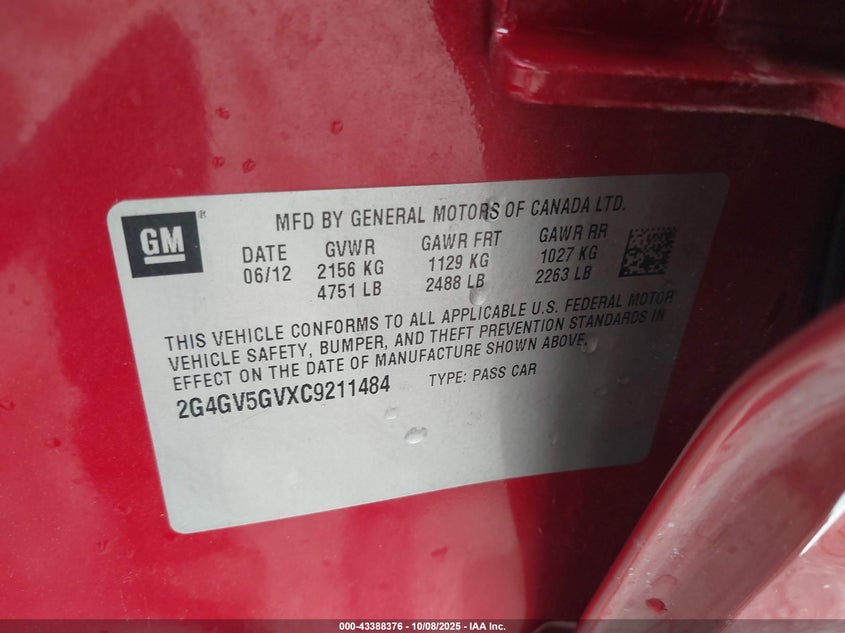 GM®
MFD BY GENERAL MOTORS OF CANADA LTD.
DATE GVWR GAWR FRT GAWR RR
06/12 2156 KG 1129 KG 1027 KG
4751 LB 2488 LB 2263 LB
THIS VEHICLE CONFORMS TO ALL APPLICABLE U.S. FEDERAL MOTOR
VEHICLE SAFETY, BUMPER, AND THEFT PREVENTION STANDARDS IN
EFFECT ON THE DATE OF MANUFACTURE SHOWN ABOVE.
2G4GV5GVXC9211484 TYPE: PASS CAR
000-43388376 - 10/08/2025 - IAA Inc.